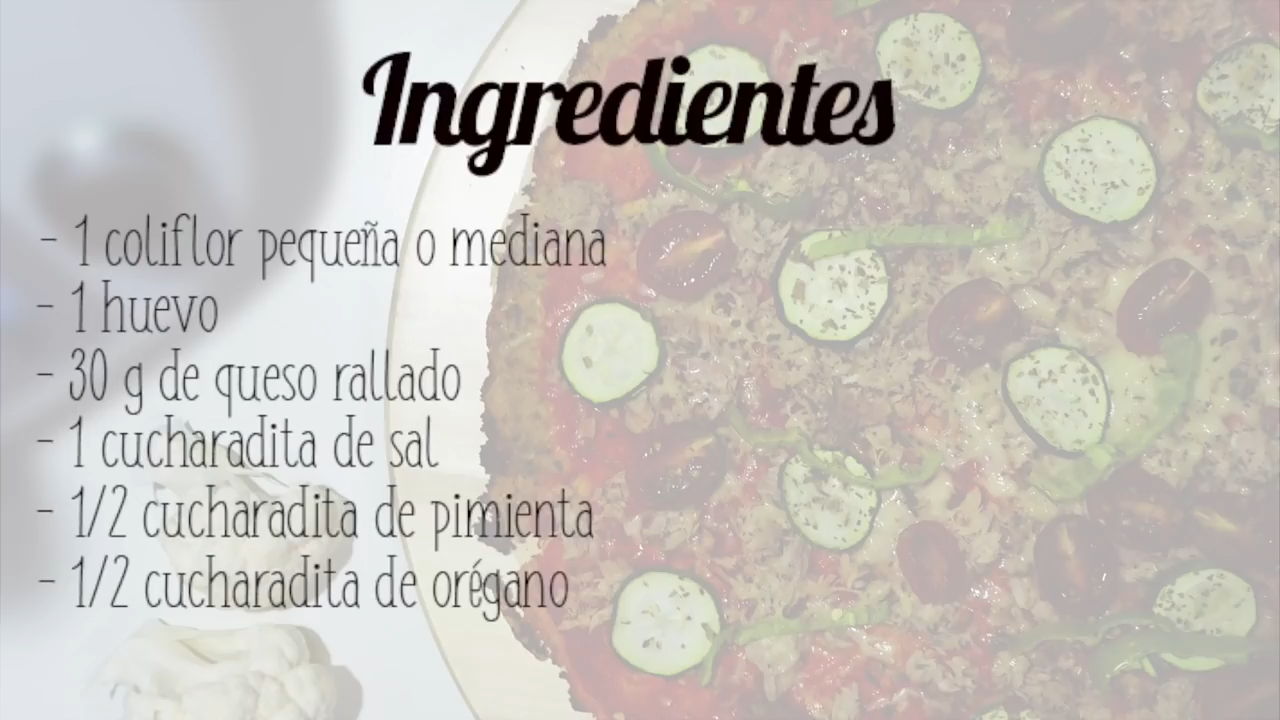 Ingredientes
- 1 coliflor pequeña o mediana
- 1 huevo
- 30 g de queso rallado
- 1 cucharadita de sal
- 1/2 cucharadita de pimienta
- 1/2 cucharadita de orégano